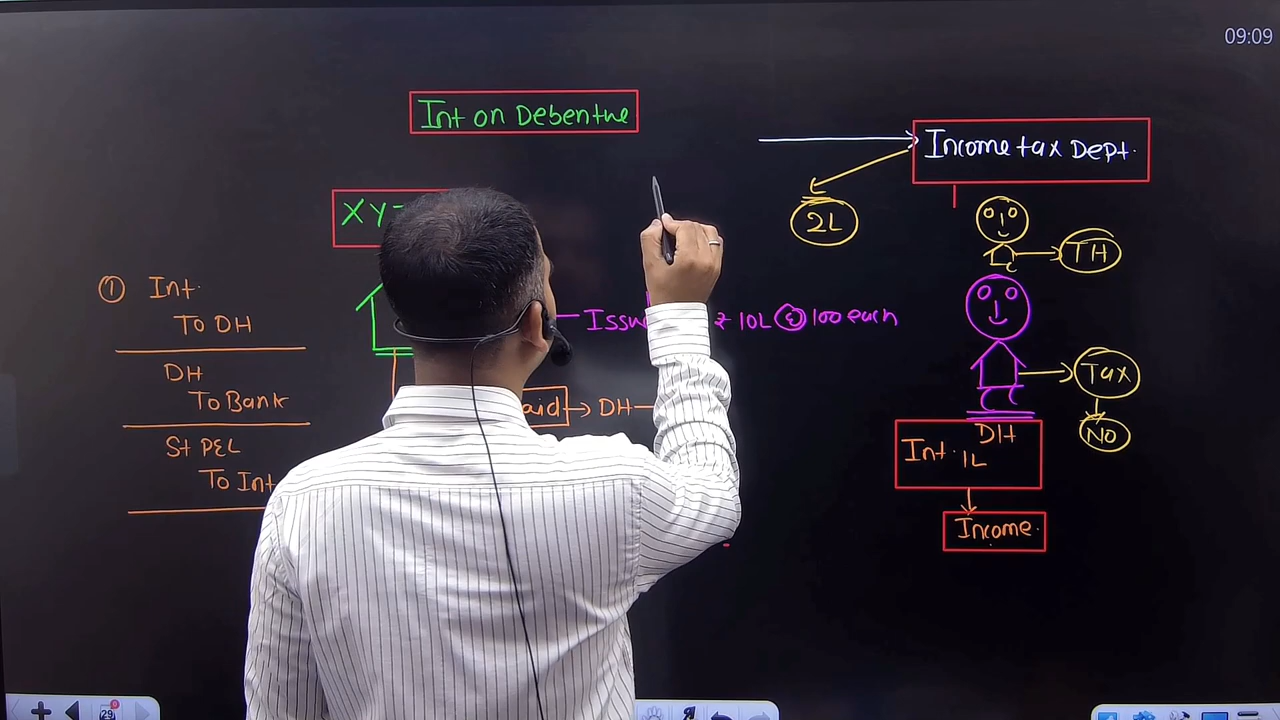 09:09
Int on Debenture
Income tax Dept.
2L
TH
XY
① Int.
To DH
DH
To Bank
St P&L
To Int
Issu
₹ 10L @ 100 each
aid → DH
Tax
NO
DH
Int. 1L
Income
29